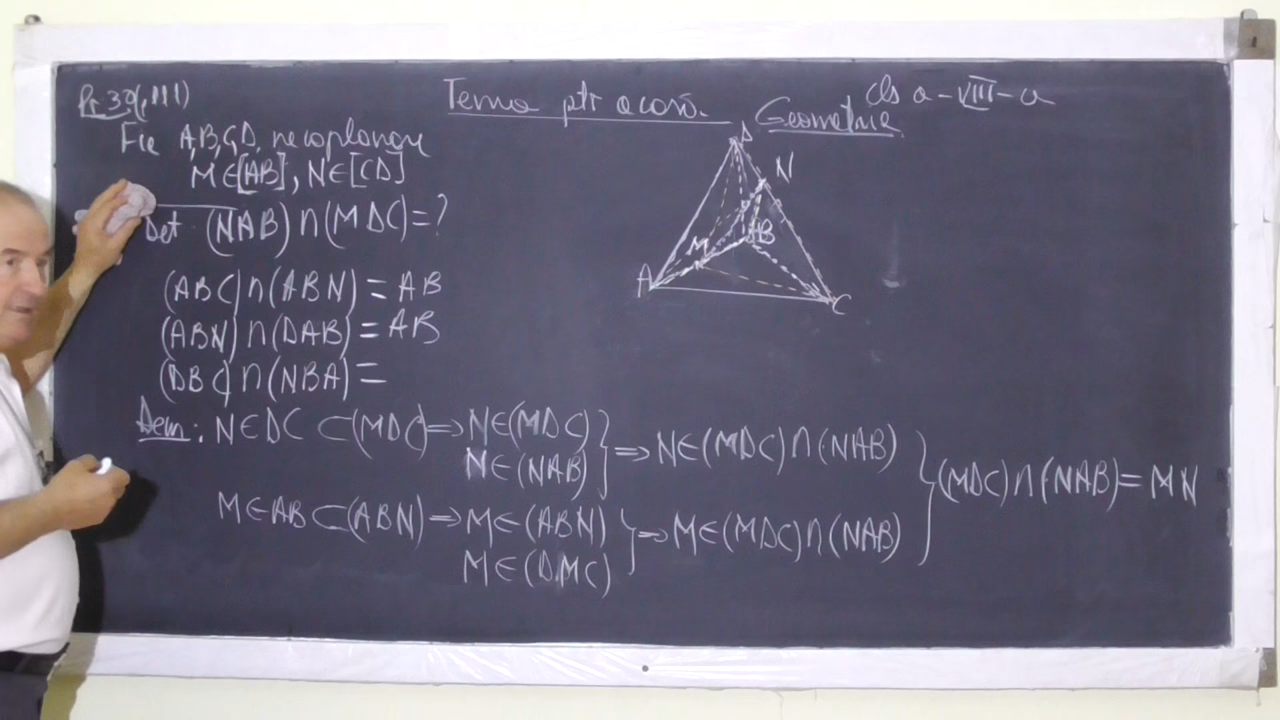 Pr 39(,111)
Tema ptr acasă.
cls a-VIII-a
Geometrie
Fie A,B,C,D, necoplanare
M∈[AB], N∈[CD]
Det (NAB)∩(MDC)=?
(ABC)∩(ABN)=AB
(ABN)∩(DAB)=AB
(DBC)∩(NBA)=
Dem: N∈DC⊂(MDC)⇒N∈(MDC)
N∈(NAB) } ⇒N∈(MDC)∩(NAB)
M∈AB⊂(ABN)⇒M∈(ABN)
M∈(DMC) } ⇒M∈(MDC)∩(NAB)
} (MDC)∩(NAB)=MN
D
N
B
M
A
C